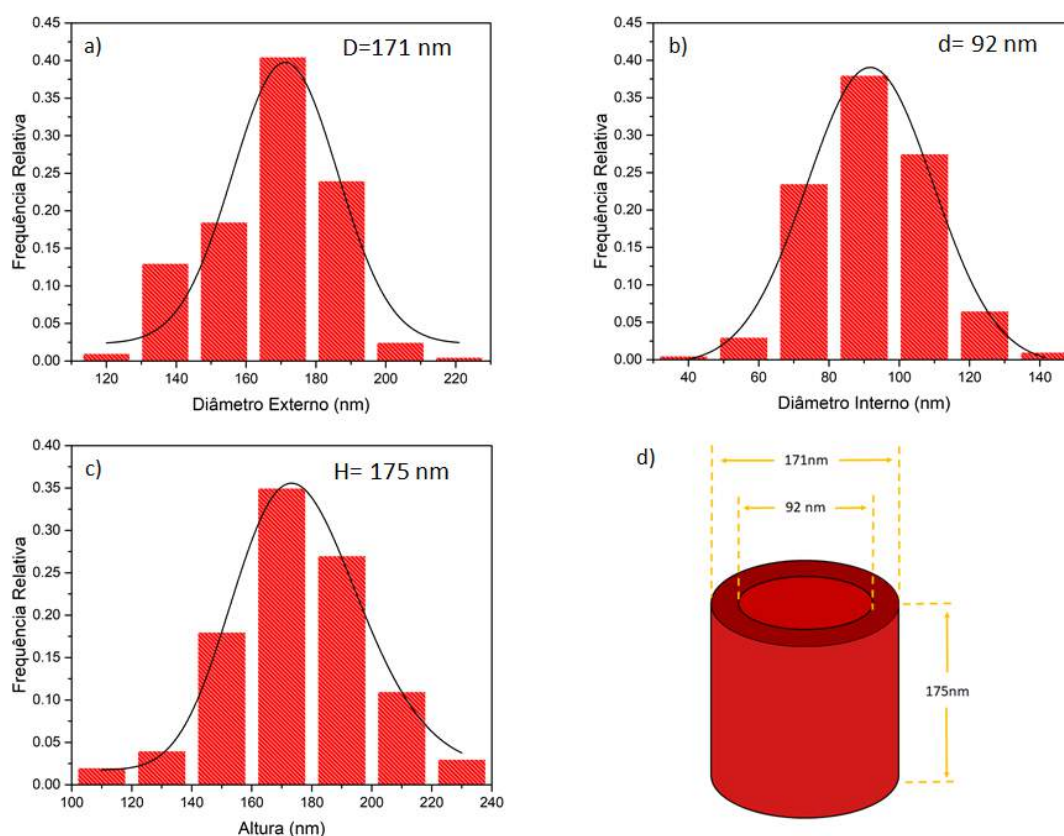 a)
D=171 nm
0.45
0.40
0.35
0.30
0.25
0.20
0.15
0.10
0.05
0.00
Frequência Relativa
120 140 160 180 200 220
Diâmetro Externo (nm)
b)
d= 92 nm
0.45
0.40
0.35
0.30
0.25
0.20
0.15
0.10
0.05
0.00
Frequência Relativa
40 60 80 100 120 140
Diâmetro Interno (nm)
c)
H= 175 nm
0.40
0.35
0.30
0.25
0.20
0.15
0.10
0.05
0.00
Frequência Relativa
100 120 140 160 180 200 220 240
Altura (nm)
d)
171nm
92 nm
175nm